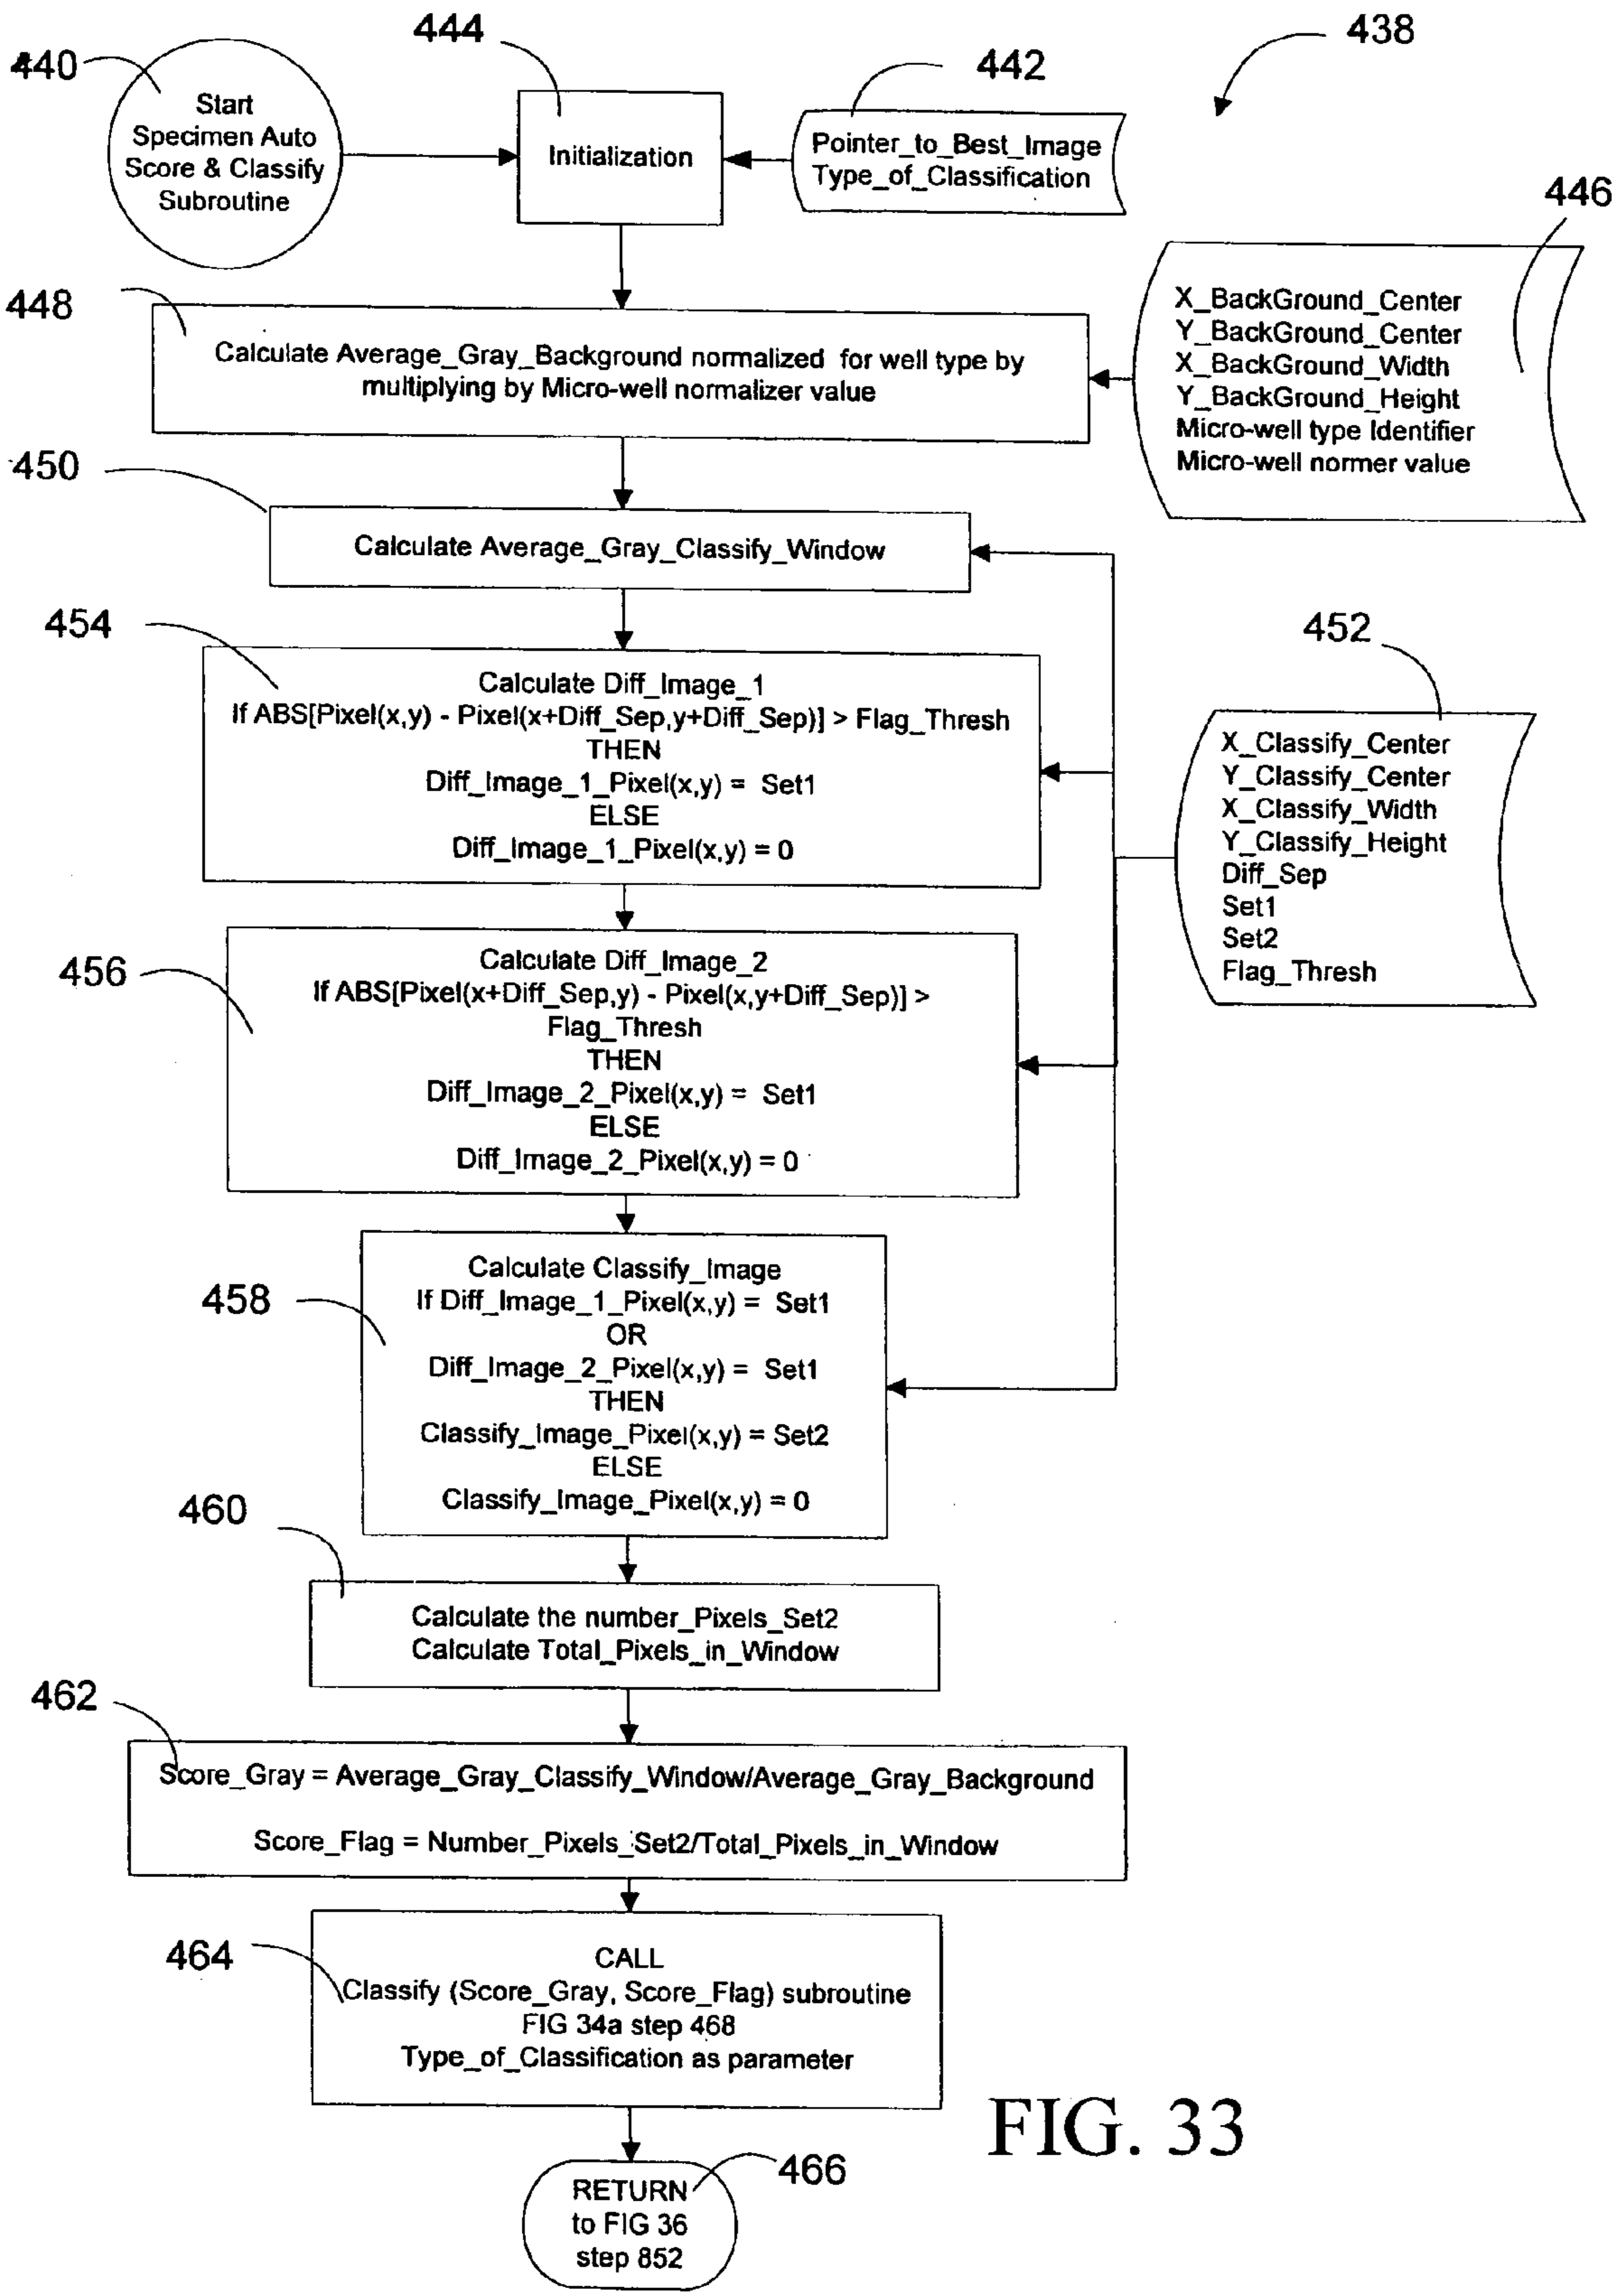 444
438
440
442
Start
Specimen Auto
Score & Classify
Subroutine
Initialization
Pointer_to_Best_Image
Type_of_Classification
446
448
Calculate Average_Gray_Background normalized for well type by
multiplying by Micro-well normalizer value
X_BackGround_Center
Y_BackGround_Center
X_BackGround_Width
Y_BackGround_Height
Micro-well type Identifier
Micro-well normer value
450
Calculate Average_Gray_Classify_Window
454
Calculate Diff_Image_1
If ABS[Pixel(x,y) - Pixel(x+Diff_Sep,y+Diff_Sep)] > Flag_Thresh
THEN
Diff_Image_1_Pixel(x,y) = Set1
ELSE
Diff_Image_1_Pixel(x,y) = 0
452
X_Classify_Center
Y_Classify_Center
X_Classify_Width
Y_Classify_Height
Diff_Sep
Set1
Set2
Flag_Thresh
456
Calculate Diff_Image_2
If ABS[Pixel(x+Diff_Sep,y) - Pixel(x,y+Diff_Sep)] >
Flag_Thresh
THEN
Diff_Image_2_Pixel(x,y) = Set1
ELSE
Diff_Image_2_Pixel(x,y) = 0
458
Calculate Classify_Image
If Diff_Image_1_Pixel(x,y) = Set1
OR
Diff_Image_2_Pixel(x,y) = Set1
THEN
Classify_Image_Pixel(x,y) = Set2
ELSE
Classify_Image_Pixel(x,y) = 0
460
Calculate the number_Pixels_Set2
Calculate Total_Pixels_in_Window
462
Score_Gray = Average_Gray_Classify_Window/Average_Gray_Background
Score_Flag = Number_Pixels_Set2/Total_Pixels_in_Window
464
CALL
Classify (Score_Gray, Score_Flag) subroutine
FIG 34a step 468
Type_of_Classification as parameter
FIG. 33
466
RETURN
to FIG 36
step 852